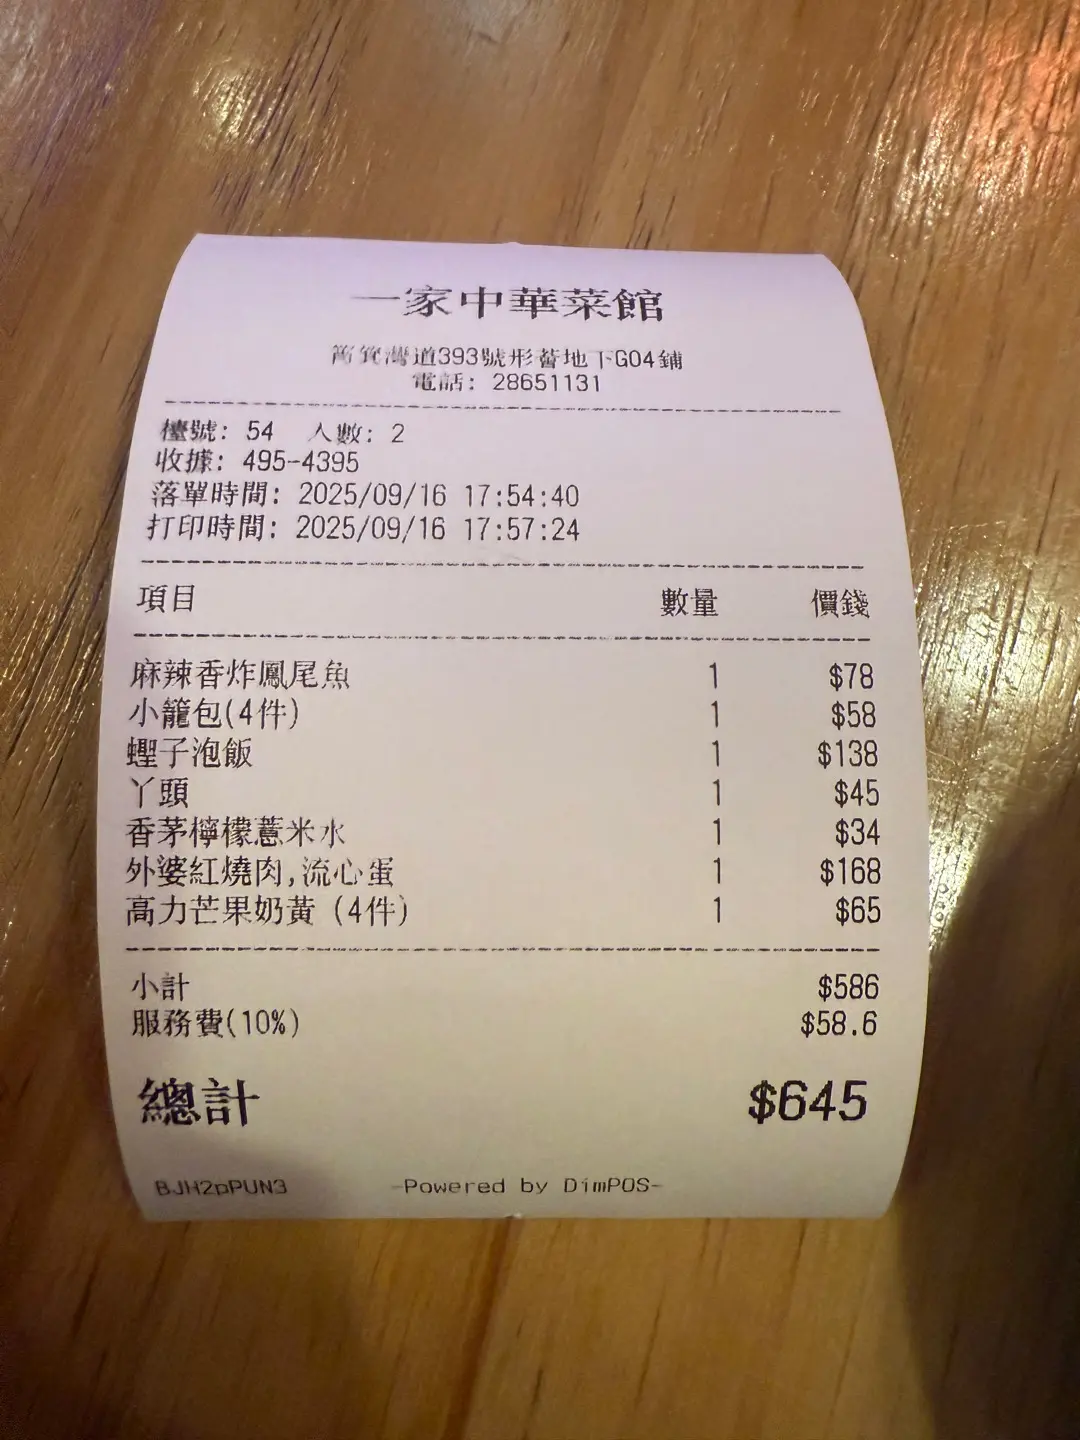 一家中華菜館
筲箕灣道393號形薈地下G04鋪
電話: 28651131
檯號: 54 人數: 2
收據: 495-4395
落單時間: 2025/09/16 17:54:40
打印時間: 2025/09/16 17:57:24
項目 數量 價錢
麻辣香炸鳳尾魚 1 $78
小籠包(4件) 1 $58
蟶子泡飯 1 $138
丫頭 1 $45
香茅檸檬薏米水 1 $34
外婆紅燒肉,流心蛋 1 $168
高力芒果奶黃 (4件) 1 $65
小計 $586
服務費(10%) $58.6
總計 $645
BJH2pPUN3 -Powered by DimPOS-